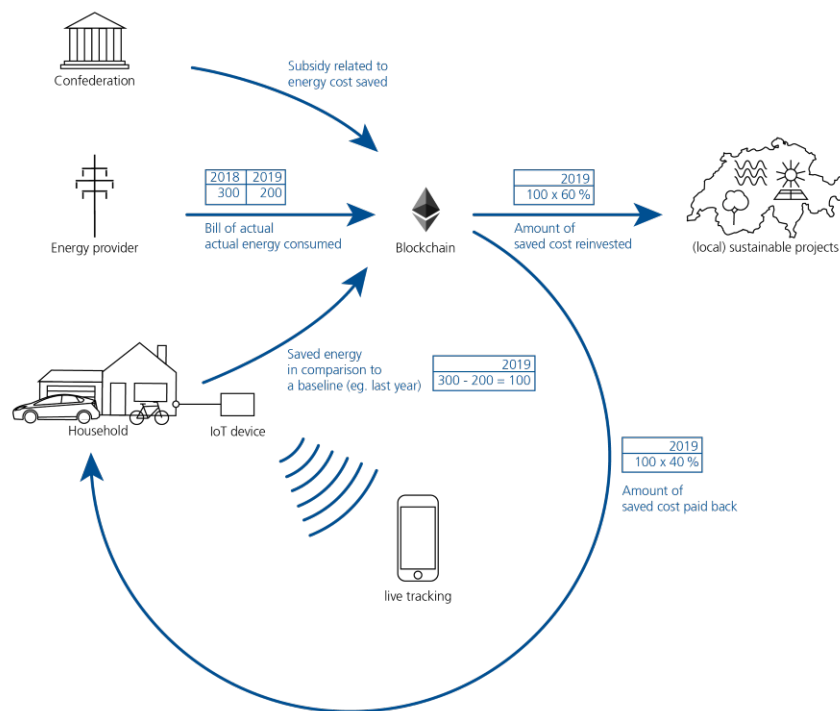 Confederation
Subsidy related to
energy cost saved
2018 2019
300 200
Energy provider
Bill of actual
actual energy consumed
Blockchain
2019
100 x 60 %
Amount of
saved cost reinvested
(local) sustainable projects
Household
IoT device
Saved energy
in comparison to
a baseline (eg. last year)
2019
300 - 200 = 100
2019
100 x 40 %
Amount of
saved cost paid back
live tracking